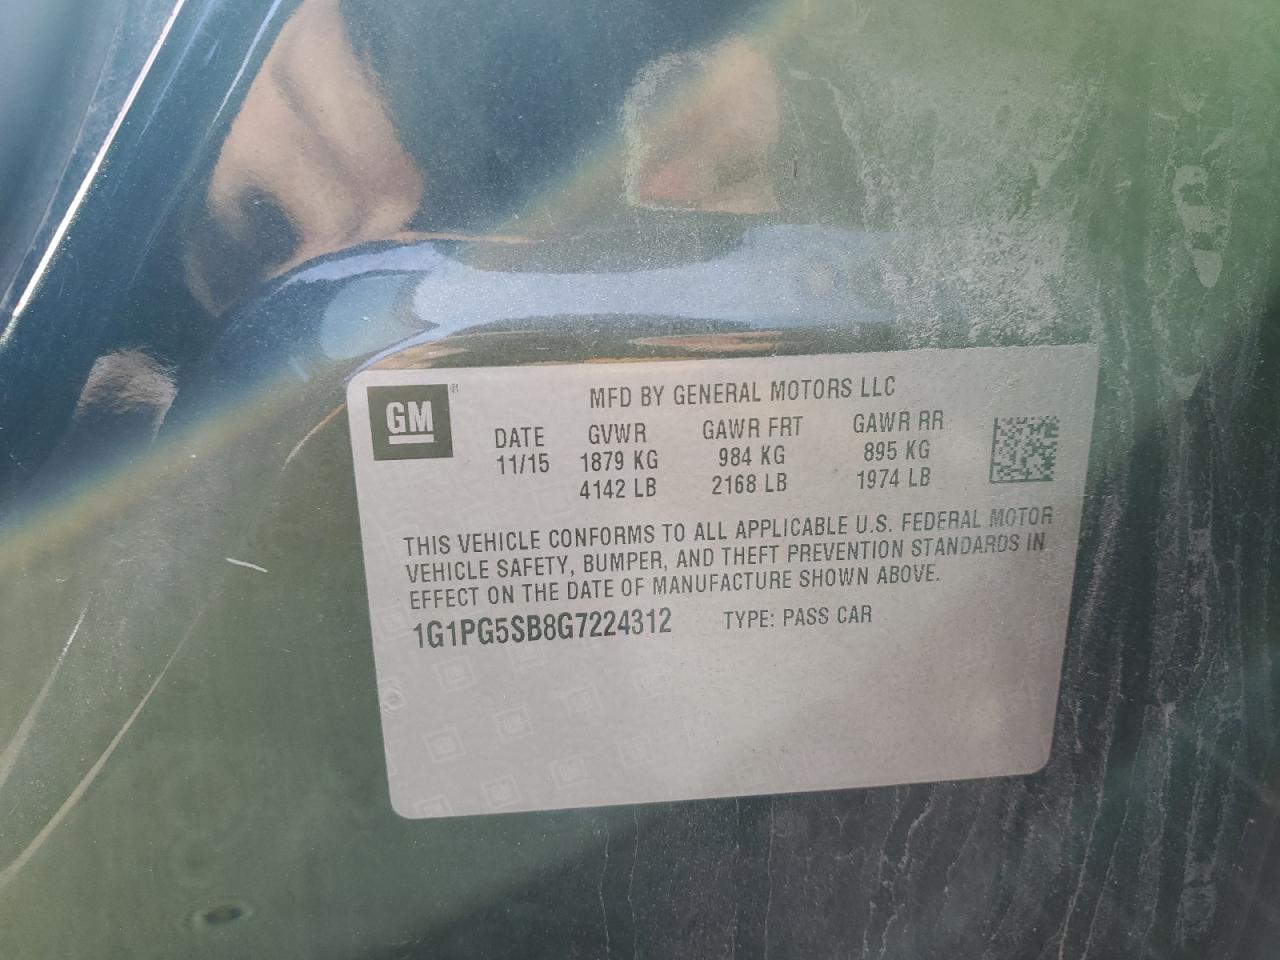 GM®
MFD BY GENERAL MOTORS LLC
DATE GVWR GAWR FRT GAWR RR
11/15 1879 KG 984 KG 895 KG
4142 LB 2168 LB 1974 LB
THIS VEHICLE CONFORMS TO ALL APPLICABLE U.S. FEDERAL MOTOR
VEHICLE SAFETY, BUMPER, AND THEFT PREVENTION STANDARDS IN
EFFECT ON THE DATE OF MANUFACTURE SHOWN ABOVE.
1G1PG5SB8G7224312 TYPE: PASS CAR